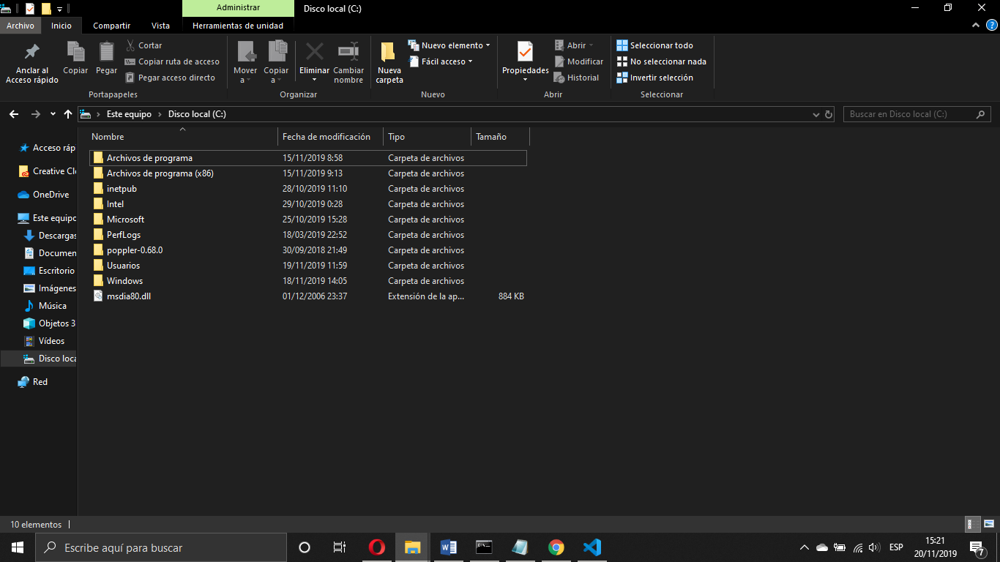 Administrar
Disco local (C:)
Archivo
Inicio
Compartir
Vista
Herramientas de unidad
Anclar al
Acceso rápido
Copiar
Pegar
Cortar
Copiar ruta de acceso
Pegar acceso directo
Portapapeles
Mover
a
Copiar
a
Eliminar
Cambiar
nombre
Organizar
Nueva
carpeta
Nuevo elemento
Fácil acceso
Nuevo
Propiedades
Abrir
Modificar
Historial
Abrir
Seleccionar todo
No seleccionar nada
Invertir selección
Seleccionar
Este equipo > Disco local (C:)
Buscar en Disco local (C:)
Acceso ráp
Creative Clo
OneDrive
Este equipo
Descargas
Documen
Escritorio
Imágenes
Música
Objetos 3
Vídeos
Disco loca
Red
Nombre Fecha de modificación Tipo Tamaño
Archivos de programa 15/11/2019 8:58 Carpeta de archivos
Archivos de programa (x86) 15/11/2019 9:13 Carpeta de archivos
inetpub 28/10/2019 11:10 Carpeta de archivos
Intel 29/10/2019 0:28 Carpeta de archivos
Microsoft 25/10/2019 15:28 Carpeta de archivos
PerfLogs 18/03/2019 22:52 Carpeta de archivos
poppler-0.68.0 30/09/2018 21:49 Carpeta de archivos
Usuarios 19/11/2019 11:59 Carpeta de archivos
Windows 18/11/2019 14:05 Carpeta de archivos
msdia80.dll 01/12/2006 23:37 Extensión de la ap... 884 KB
10 elementos
Escribe aquí para buscar
ESP
15:21
20/11/2019
7